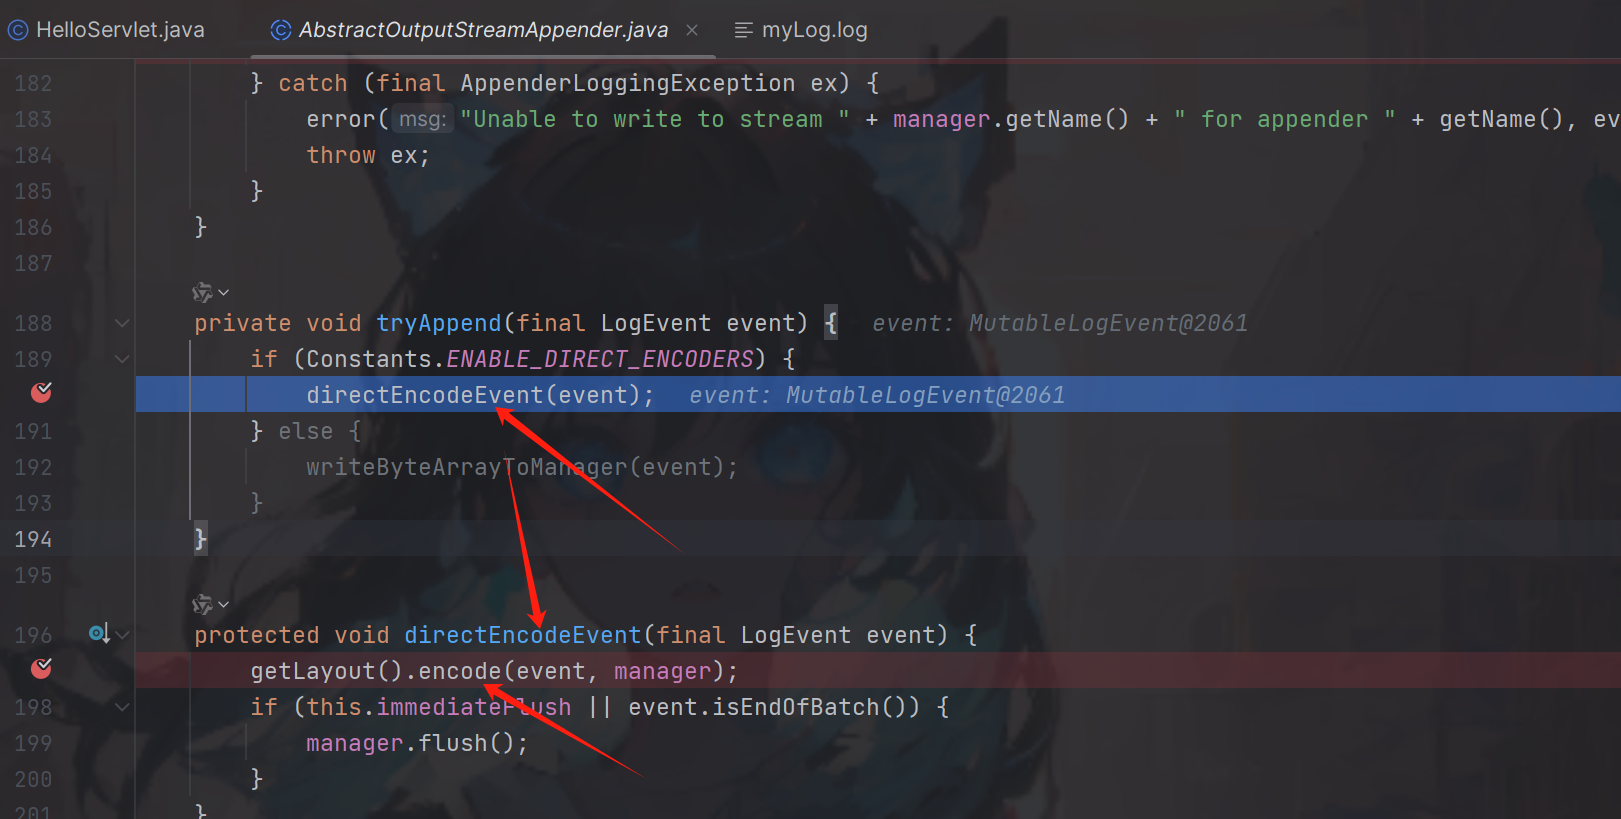 HelloServlet.java AbstractOutputStreamAppender.java myLog.log
182 } catch (final AppenderLoggingException ex) {
183 error( msg: "Unable to write to stream " + manager.getName() + " for appender " + getName(), ev
184 throw ex;
185 }
186 }
187
188 private void tryAppend(final LogEvent event) { event: MutableLogEvent@2061
189 if (Constants.ENABLE_DIRECT_ENCODERS) {
directEncodeEvent(event); event: MutableLogEvent@2061
191 } else {
192 writeByteArrayToManager(event);
193 }
194 }
195
196 protected void directEncodeEvent(final LogEvent event) {
getLayout().encode(event, manager);
198 if (this.immediateFlush || event.isEndOfBatch()) {
199 manager.flush();
200 }
201 }